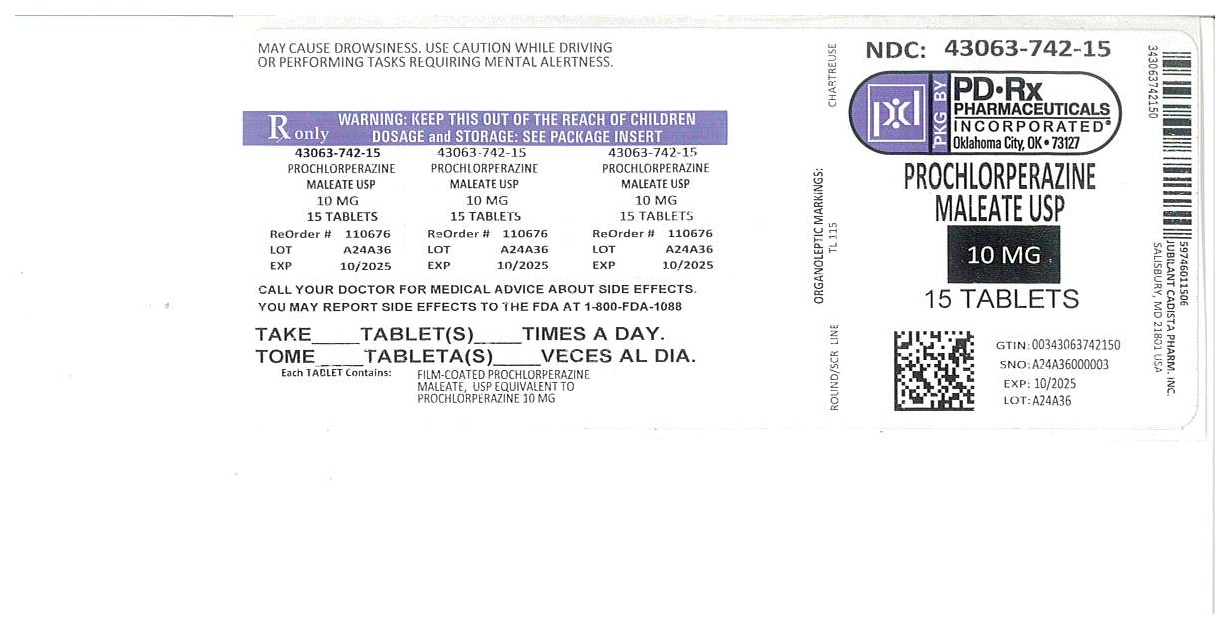 MAY CAUSE DROWSINESS. USE CAUTION WHILE DRIVING
OR PERFORMING TASKS REQUIRING MENTAL ALERTNESS.
Rx only
WARNING: KEEP THIS OUT OF THE REACH OF CHILDREN
DOSAGE and STORAGE: SEE PACKAGE INSERT
43063-742-15 43063-742-15 43063-742-15
PROCHLORPERAZINE PROCHLORPERAZINE PROCHLORPERAZINE
MALEATE USP MALEATE USP MALEATE USP
10 MG 10 MG 10 MG
15 TABLETS 15 TABLETS 15 TABLETS
ReOrder # 110676 ReOrder # 110676 ReOrder # 110676
LOT A24A36 LOT A24A36 LOT A24A36
EXP 10/2025 EXP 10/2025 EXP 10/2025
CALL YOUR DOCTOR FOR MEDICAL ADVICE ABOUT SIDE EFFECTS.
YOU MAY REPORT SIDE EFFECTS TO THE FDA AT 1-800-FDA-1088
TAKE____TABLET(S)____TIMES A DAY.
TOME____TABLETA(S)____VECES AL DIA.
Each TABLET Contains: FILM-COATED PROCHLORPERAZINE
MALEATE, USP EQUIVALENT TO
PROCHLORPERAZINE 10 MG
CHARTREUSE
ORGANOLEPTIC MARKINGS:
TL 115
ROUND/SCR LINE
NDC: 43063-742-15
PKG BY
PD·Rx
PHARMACEUTICALS
INCORPORATED®
Oklahoma City, OK • 73127
PROCHLORPERAZINE
MALEATE USP
10 MG
15 TABLETS
GTIN:00343063742150
SNO:A24A36000003
EXP: 10/2025
LOT:A24A36
343063742150
59746011506
JUBILANT CADISTA PHARM. INC.
SALISBURY, MD 21801 USA